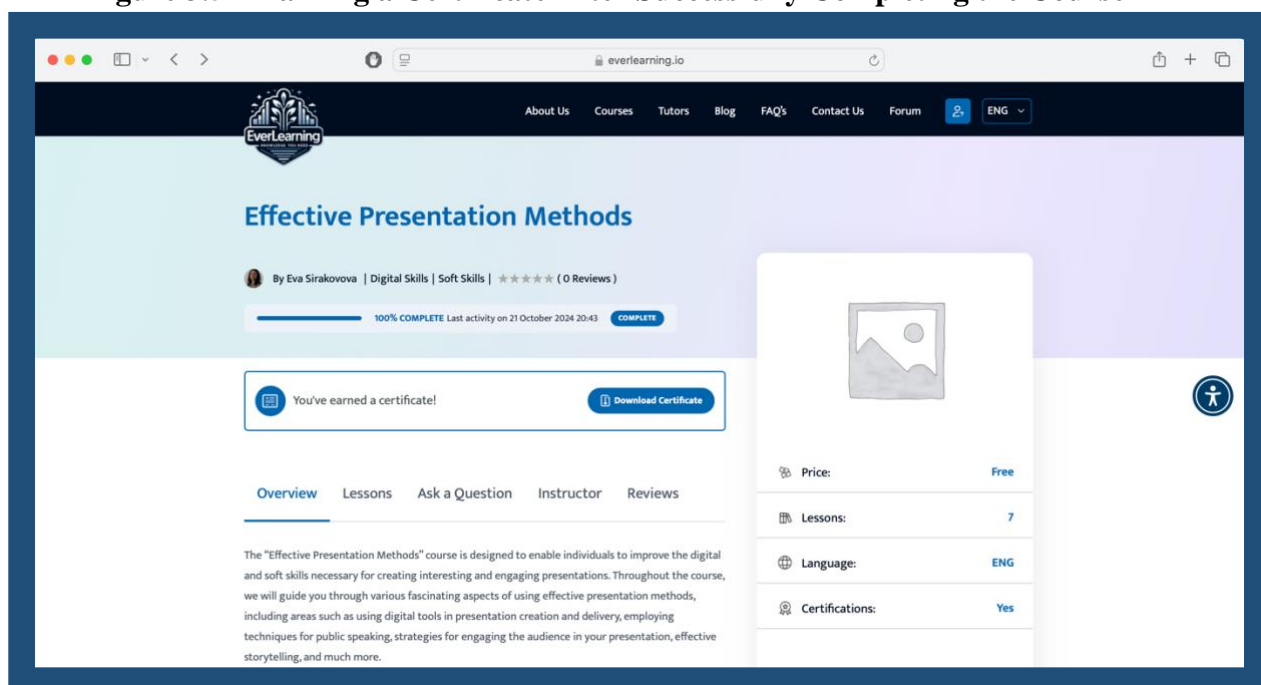 everlearning.io
EverLearning
About Us Courses Tutors Blog FAQ's Contact Us Forum ENG
Effective Presentation Methods
By Eva Sirakovova | Digital Skills | Soft Skills | ( 0 Reviews )
100% COMPLETE Last activity on 21 October 2024 20:43 COMPLETE
You've earned a certificate! Download Certificate
Overview Lessons Ask a Question Instructor Reviews
The "Effective Presentation Methods" course is designed to enable individuals to improve the digital
and soft skills necessary for creating interesting and engaging presentations. Throughout the course,
we will guide you through various fascinating aspects of using effective presentation methods,
including areas such as using digital tools in presentation creation and delivery, employing
techniques for public speaking, strategies for engaging the audience in your presentation, effective
storytelling, and much more.
Price: Free
Lessons: 7
Language: ENG
Certifications: Yes